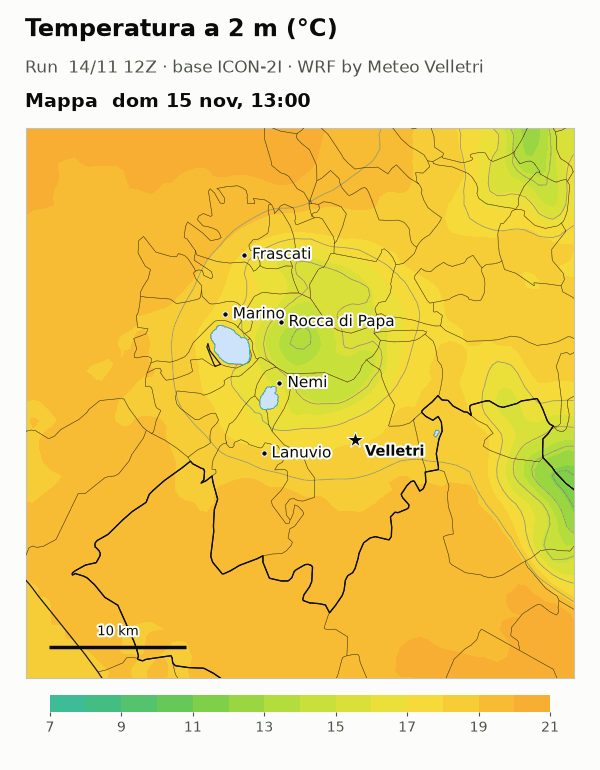 Temperatura a 2 m (°C)
Run  14/11 12Z · base ICON-2I · WRF by Meteo Velletri
Mappa  dom 15 nov, 13:00
Frascati
Marino
Rocca di Papa
Nemi
Velletri
Lanuvio
10 km
7 9 11 13 15 17 19 21